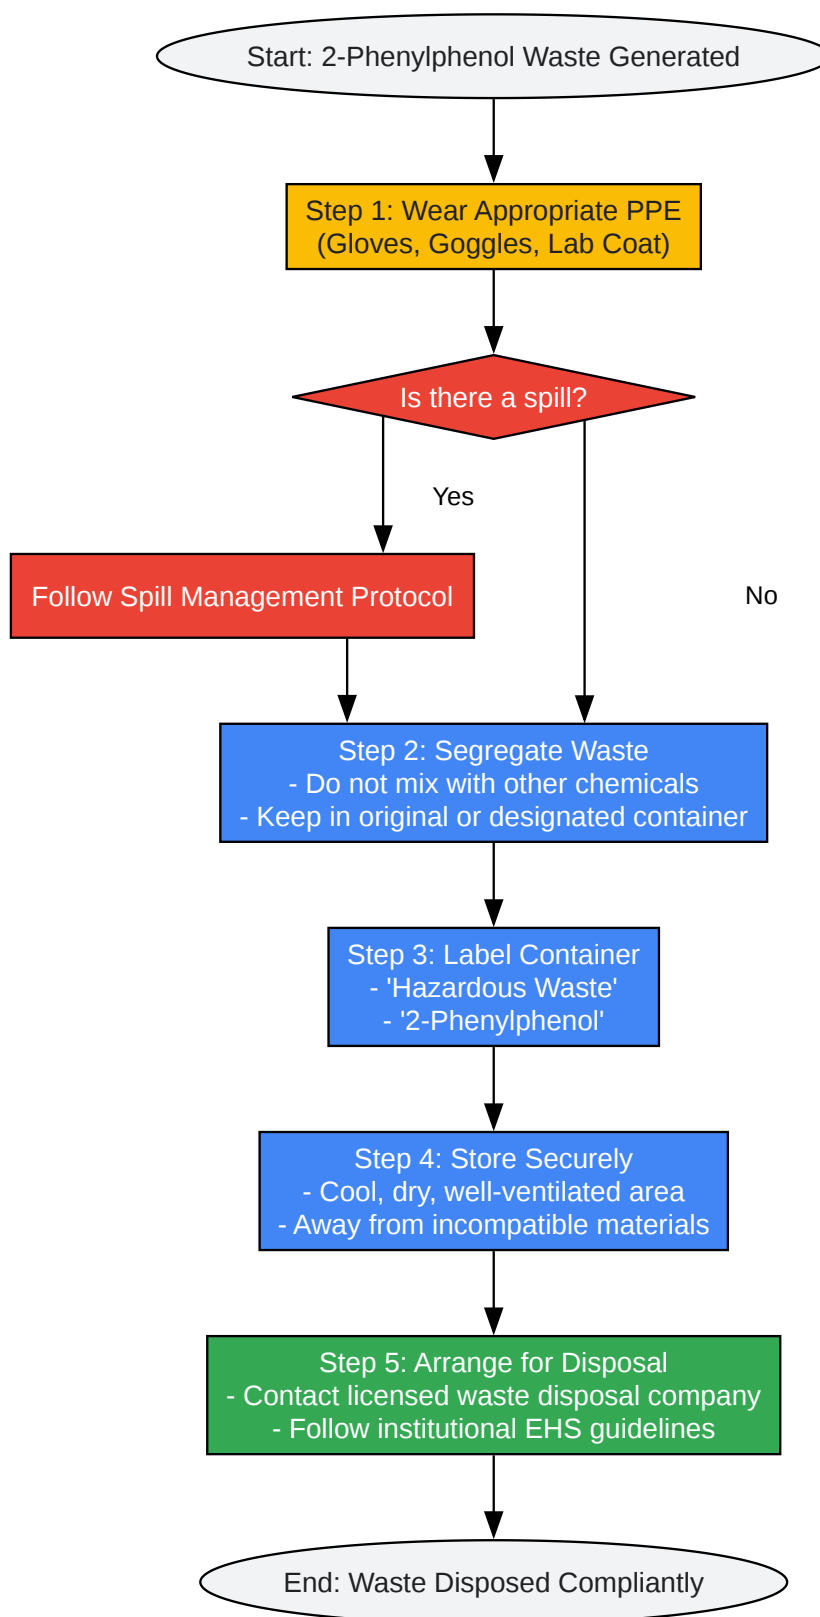 Start: 2-Phenylphenol Waste Generated
Step 1: Wear Appropriate PPE
(Gloves, Goggles, Lab Coat)
Is there a spill?
Yes
Follow Spill Management Protocol
No
Step 2: Segregate Waste
- Do not mix with other chemicals
- Keep in original or designated container
Step 3: Label Container
- 'Hazardous Waste'
- '2-Phenylphenol'
Step 4: Store Securely
- Cool, dry, well-ventilated area
- Away from incompatible materials
Step 5: Arrange for Disposal
- Contact licensed waste disposal company
- Follow institutional EHS guidelines
End: Waste Disposed Compliantly